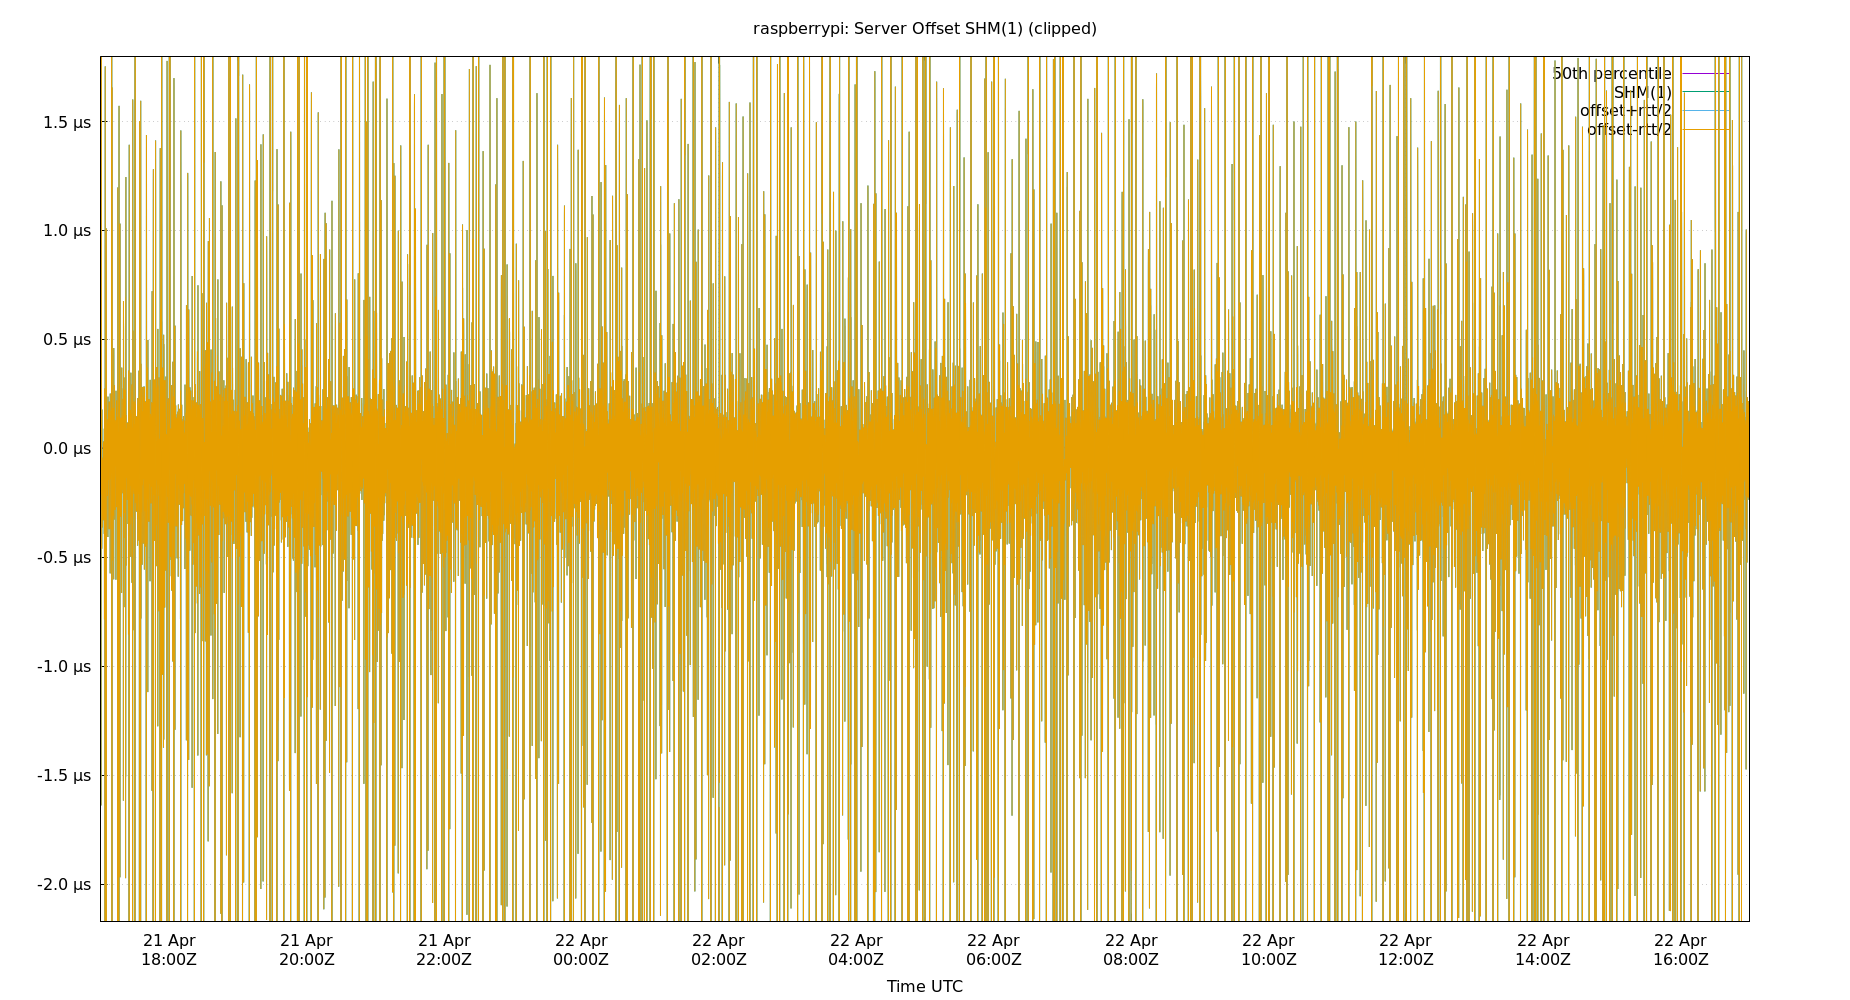 raspberrypi: Server Offset SHM(1) (clipped)
50th percentile
SHM(1)
offset+rtt/2
offset-rtt/2
1.5 µs
1.0 µs
0.5 µs
0.0 µs
-0.5 µs
-1.0 µs
-1.5 µs
-2.0 µs
21 Apr 21 Apr 21 Apr 22 Apr 22 Apr 22 Apr 22 Apr 22 Apr 22 Apr 22 Apr 22 Apr 22 Apr
18:00Z 20:00Z 22:00Z 00:00Z 02:00Z 04:00Z 06:00Z 08:00Z 10:00Z 12:00Z 14:00Z 16:00Z
Time UTC